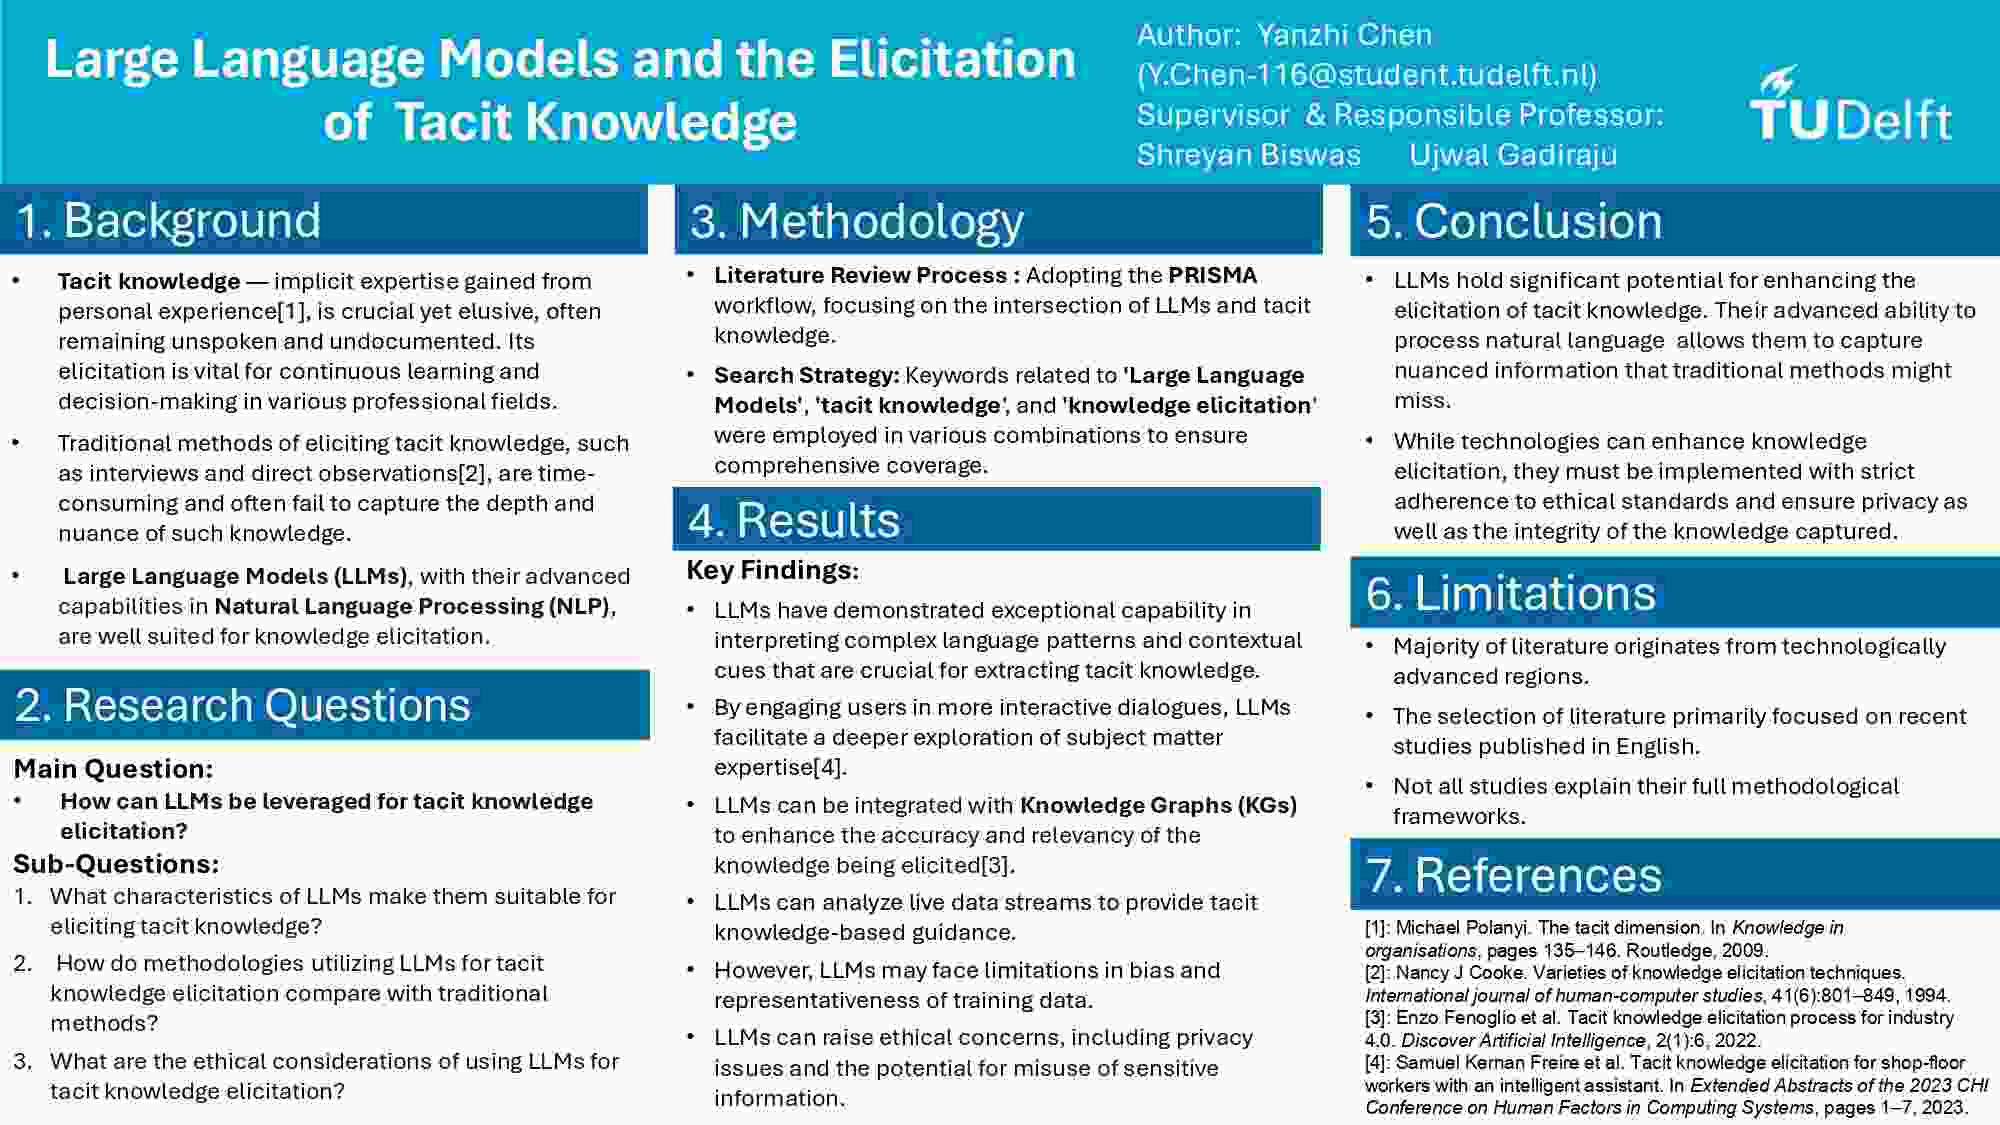 Large Language Models and the Elicitation
of Tacit Knowledge
Author: Yanzhi Chen
(Y.Chen-116@student.tudelft.nl)
Supervisor & Responsible Professor:
Shreyan Biswas Ujwal Gadiraju
TUDelft
1. Background
• Tacit knowledge — implicit expertise gained from
personal experience[1], is crucial yet elusive, often
remaining unspoken and undocumented. Its
elicitation is vital for continuous learning and
decision-making in various professional fields.
• Traditional methods of eliciting tacit knowledge, such
as interviews and direct observations[2], are time-
consuming and often fail to capture the depth and
nuance of such knowledge.
• Large Language Models (LLMs), with their advanced
capabilities in Natural Language Processing (NLP),
are well suited for knowledge elicitation.
2. Research Questions
Main Question:
• How can LLMs be leveraged for tacit knowledge
elicitation?
Sub-Questions:
1. What characteristics of LLMs make them suitable for
eliciting tacit knowledge?
2. How do methodologies utilizing LLMs for tacit
knowledge elicitation compare with traditional
methods?
3. What are the ethical considerations of using LLMs for
tacit knowledge elicitation?
3. Methodology
• Literature Review Process : Adopting the PRISMA
workflow, focusing on the intersection of LLMs and tacit
knowledge.
• Search Strategy: Keywords related to 'Large Language
Models', 'tacit knowledge', and 'knowledge elicitation'
were employed in various combinations to ensure
comprehensive coverage.
4. Results
Key Findings:
• LLMs have demonstrated exceptional capability in
interpreting complex language patterns and contextual
cues that are crucial for extracting tacit knowledge.
• By engaging users in more interactive dialogues, LLMs
facilitate a deeper exploration of subject matter
expertise[4].
• LLMs can be integrated with Knowledge Graphs (KGs)
to enhance the accuracy and relevancy of the
knowledge being elicited[3].
• LLMs can analyze live data streams to provide tacit
knowledge-based guidance.
• However, LLMs may face limitations in bias and
representativeness of training data.
• LLMs can raise ethical concerns, including privacy
issues and the potential for misuse of sensitive
information.
5. Conclusion
• LLMs hold significant potential for enhancing the
elicitation of tacit knowledge. Their advanced ability to
process natural language allows them to capture
nuanced information that traditional methods might
miss.
• While technologies can enhance knowledge
elicitation, they must be implemented with strict
adherence to ethical standards and ensure privacy as
well as the integrity of the knowledge captured.
6. Limitations
• Majority of literature originates from technologically
advanced regions.
• The selection of literature primarily focused on recent
studies published in English.
• Not all studies explain their full methodological
frameworks.
7. References
[1]: Michael Polanyi. The tacit dimension. In Knowledge in
organisations, pages 135–146. Routledge, 2009.
[2]: Nancy J Cooke. Varieties of knowledge elicitation techniques.
International journal of human-computer studies, 41(6):801–849, 1994.
[3]: Enzo Fenoglio et al. Tacit knowledge elicitation process for industry
4.0. Discover Artificial Intelligence, 2(1):6, 2022.
[4]: Samuel Kernan Freire et al. Tacit knowledge elicitation for shop-floor
workers with an intelligent assistant. In Extended Abstracts of the 2023 CHI
Conference on Human Factors in Computing Systems, pages 1–7, 2023.